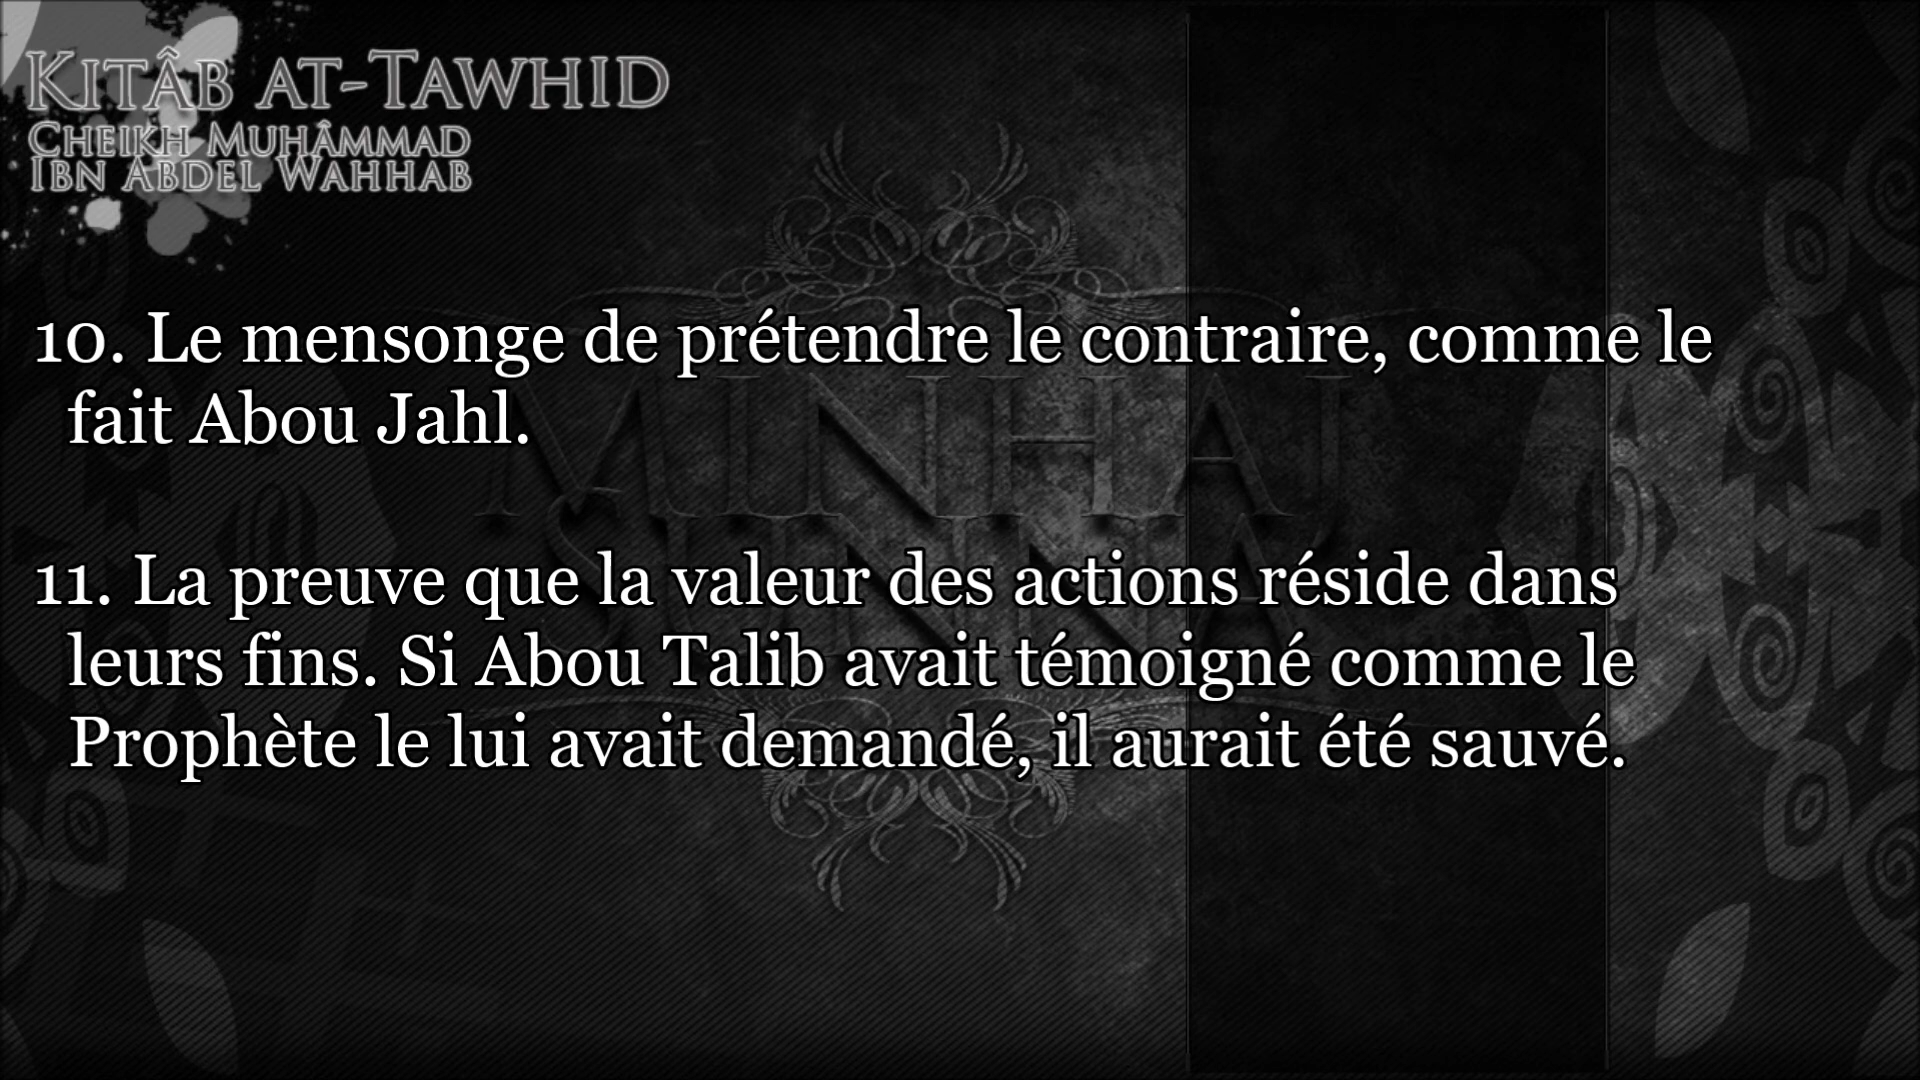 KITÂB AT-TAWHID
CHEIKH MUHÂMMAD
IBN ABDEL WAHHAB
10. Le mensonge de prétendre le contraire, comme le
fait Abou Jahl.
MINHAJ
SUNNA
11. La preuve que la valeur des actions réside dans
leurs fins. Si Abou Talib avait témoigné comme le
Prophète le lui avait demandé, il aurait été sauvé.